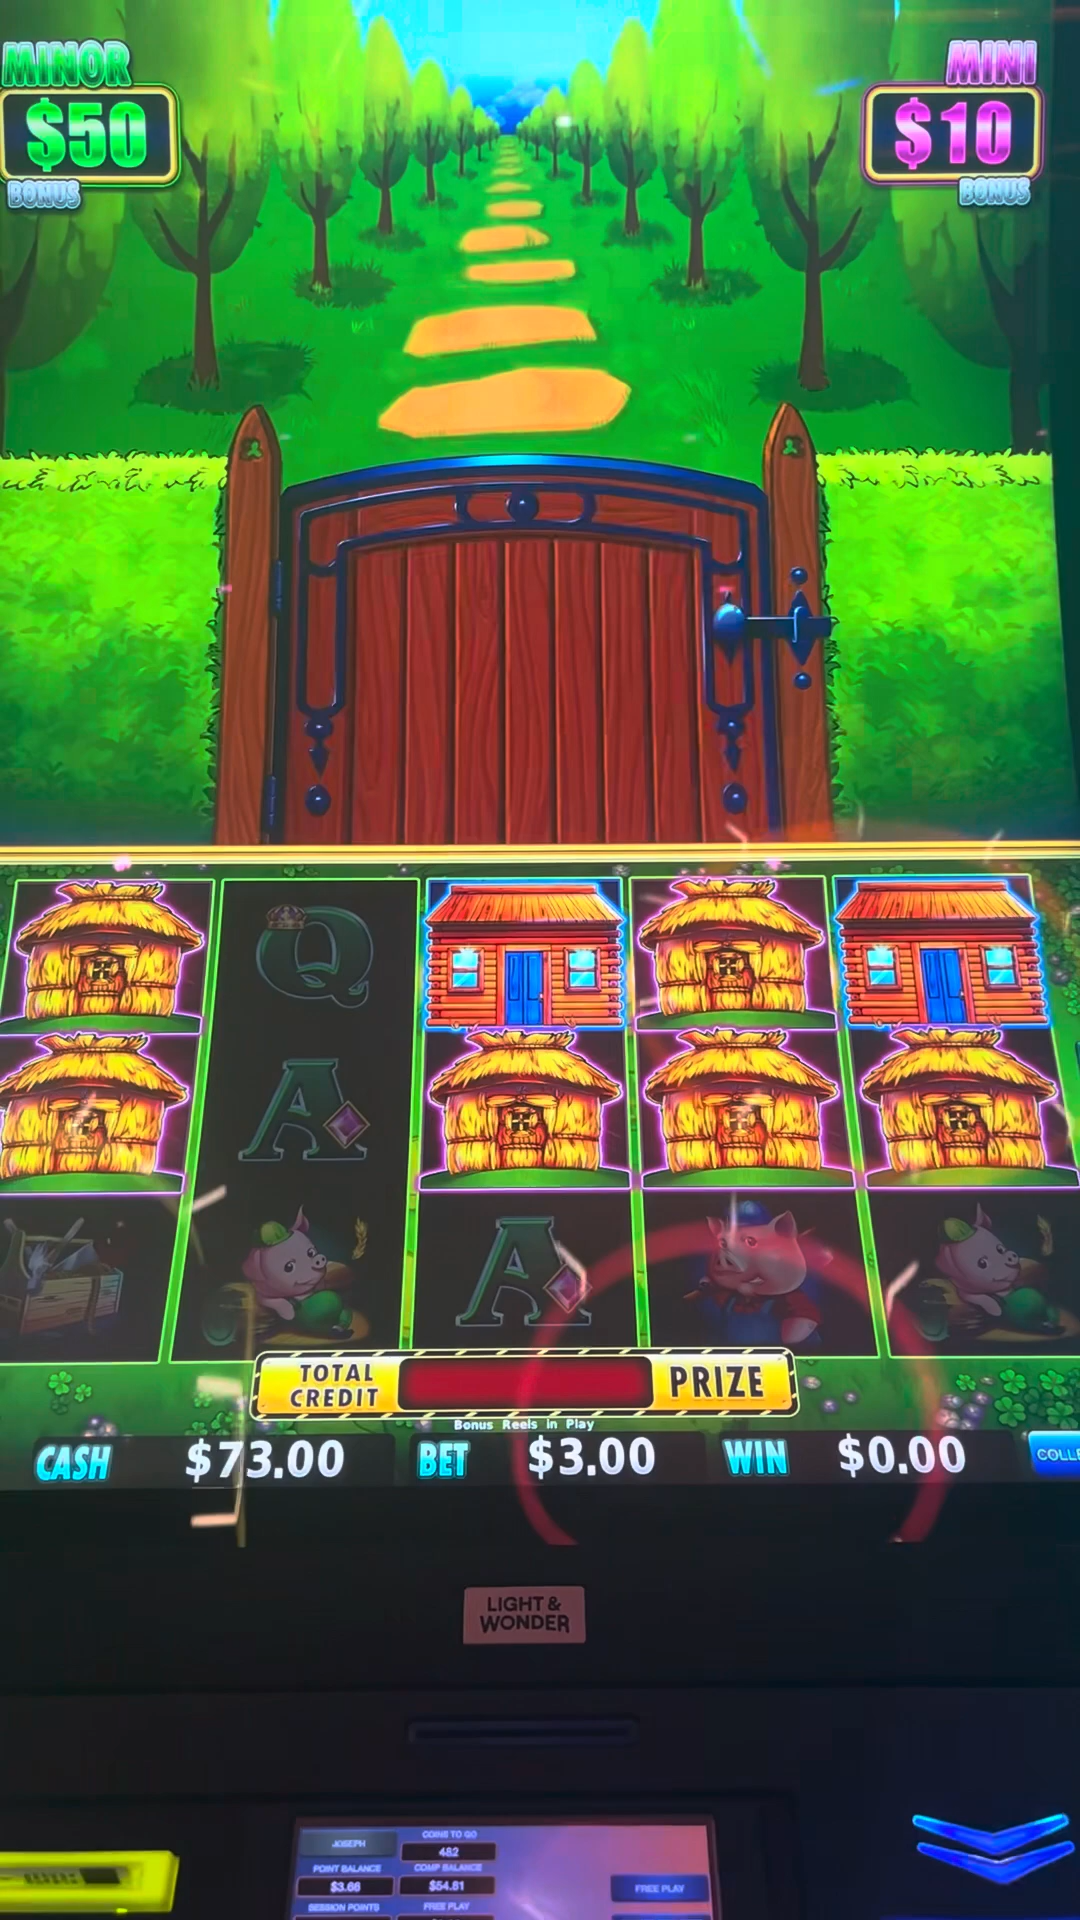 MINOR
$50
BONUS
MINI
$10
BONUS
Q
A
A
TOTAL
CREDIT
PRIZE
Bonus Reels in Play
CASH $73.00 BET $3.00 WIN $0.00
LIGHT &
WONDER
JOSEPH
COINS TO GO
482
POINT BALANCE
COMP BALANCE
$3.66
$54.81
FREE PLAY
SESSION POINTS
FREE PLAY